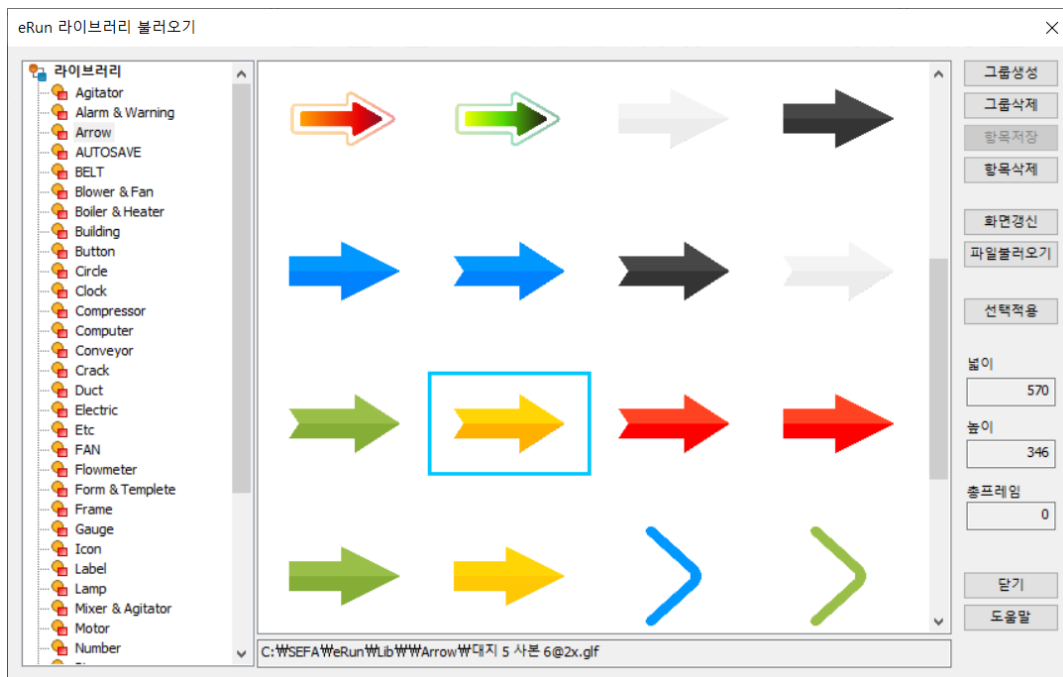 eRun 라이브러리 불러오기
라이브러리
Agitator
Alarm & Warning
Arrow
AUTOSAVE
BELT
Blower & Fan
Boiler & Heater
Building
Button
Circle
Clock
Compressor
Computer
Conveyor
Crack
Duct
Electric
Etc
FAN
Flowmeter
Form & Templete
Frame
Gauge
Icon
Label
Lamp
Mixer & Agitator
Motor
Number
C:₩SEFA₩eRun₩Lib₩₩Arrow₩대지 5 사본 6@2x.glf
그룹생성
그룹삭제
항목저장
항목삭제
화면갱신
파일불러오기
선택적용
넓이
570
높이
346
총프레임
0
닫기
도움말